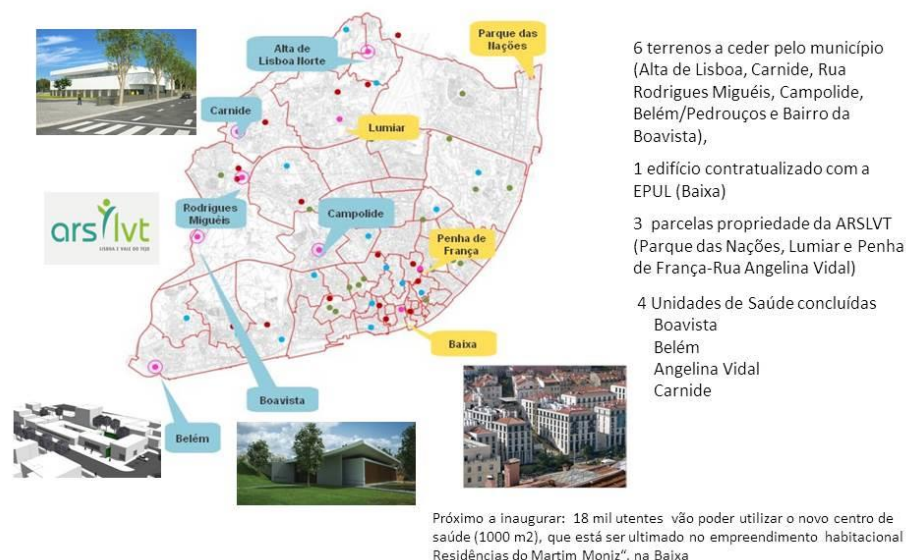 Parque das
Nações
Alta de
Lisboa Norte
Carnide
Lumiar
arslvt
LISBOA E VALE DO TEJO
Rodrigues
Miguéis
Campolide
Penha de
França
Baixa
Boavista
Belém
6 terrenos a ceder pelo município
(Alta de Lisboa, Carnide, Rua
Rodrigues Miguéis, Campolide,
Belém/Pedrouços e Bairro da
Boavista),
1 edifício contratualizado com a
EPUL (Baixa)
3 parcelas propriedade da ARSLVT
(Parque das Nações, Lumiar e Penha
de França-Rua Angelina Vidal)
4 Unidades de Saúde concluídas
Boavista
Belém
Angelina Vidal
Carnide
Próximo a inaugurar: 18 mil utentes vão poder utilizar o novo centro de
saúde (1000 m2), que está ser ultimado no empreendimento habitacional
Residências do Martim Moniz“, na Baixa